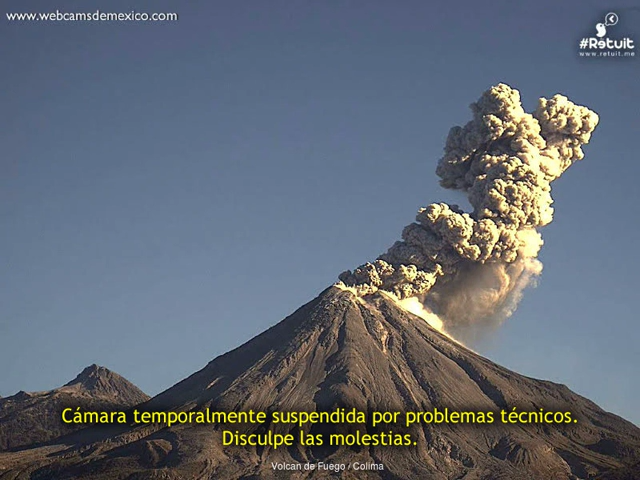 www.webcamsdemexico.com
#Retuit
www.retuit.me
Cámara temporalmente suspendida por problemas técnicos.
Disculpe las molestias.
Volcan de Fuego / Colima